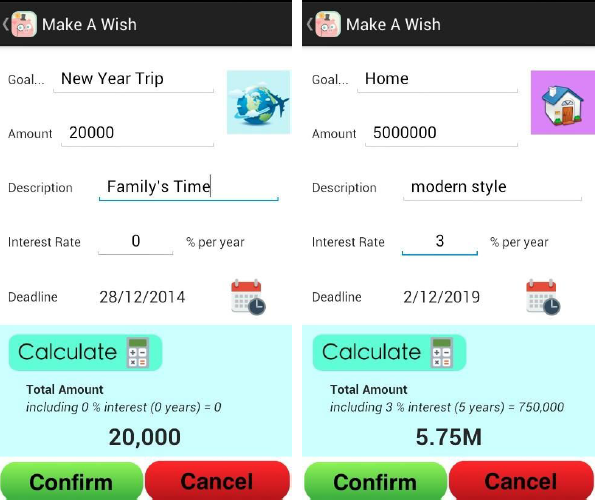 Make A Wish
Goal... New Year Trip
Amount 20000
Description Family's Time
Interest Rate 0 % per year
Deadline 28/12/2014
Calculate
Total Amount
including 0 % interest (0 years) = 0
20,000
Confirm Cancel
Make A Wish
Goal... Home
Amount 5000000
Description modern style
Interest Rate 3 % per year
Deadline 2/12/2019
Calculate
Total Amount
including 3 % interest (5 years) = 750,000
5.75M
Confirm Cancel